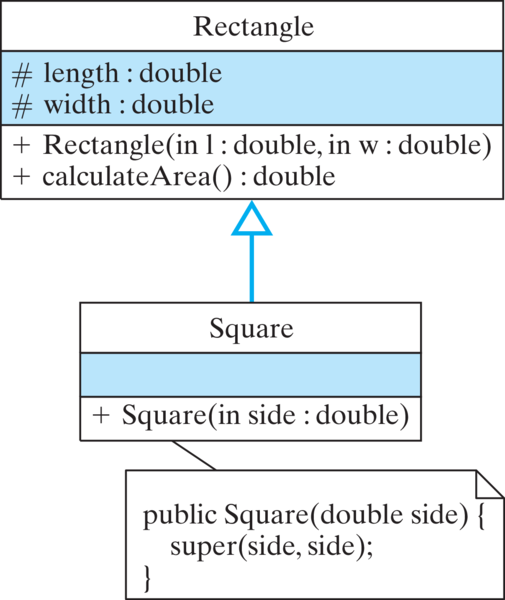 Rectangle
# length : double
# width : double
+ Rectangle(in l : double, in w : double)
+ calculateArea() : double
Square
+ Square(in side : double)
public Square(double side) {
super(side, side);
}